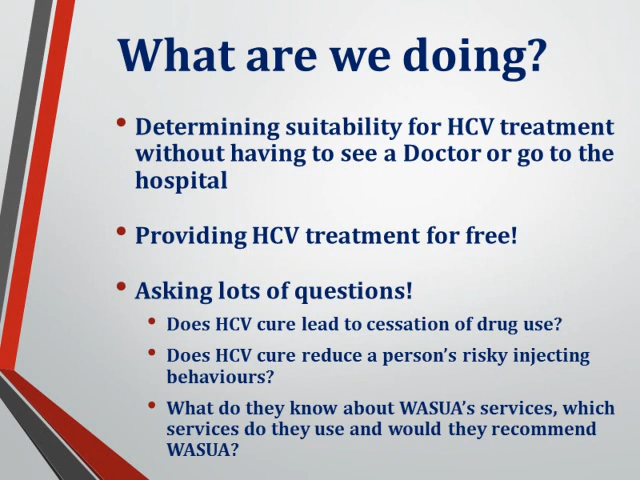 What are we doing?
• Determining suitability for HCV treatment
without having to see a Doctor or go to the
hospital
• Providing HCV treatment for free!
• Asking lots of questions!
• Does HCV cure lead to cessation of drug use?
• Does HCV cure reduce a person’s risky injecting
behaviours?
• What do they know about WASUA’s services, which
services do they use and would they recommend
WASUA?